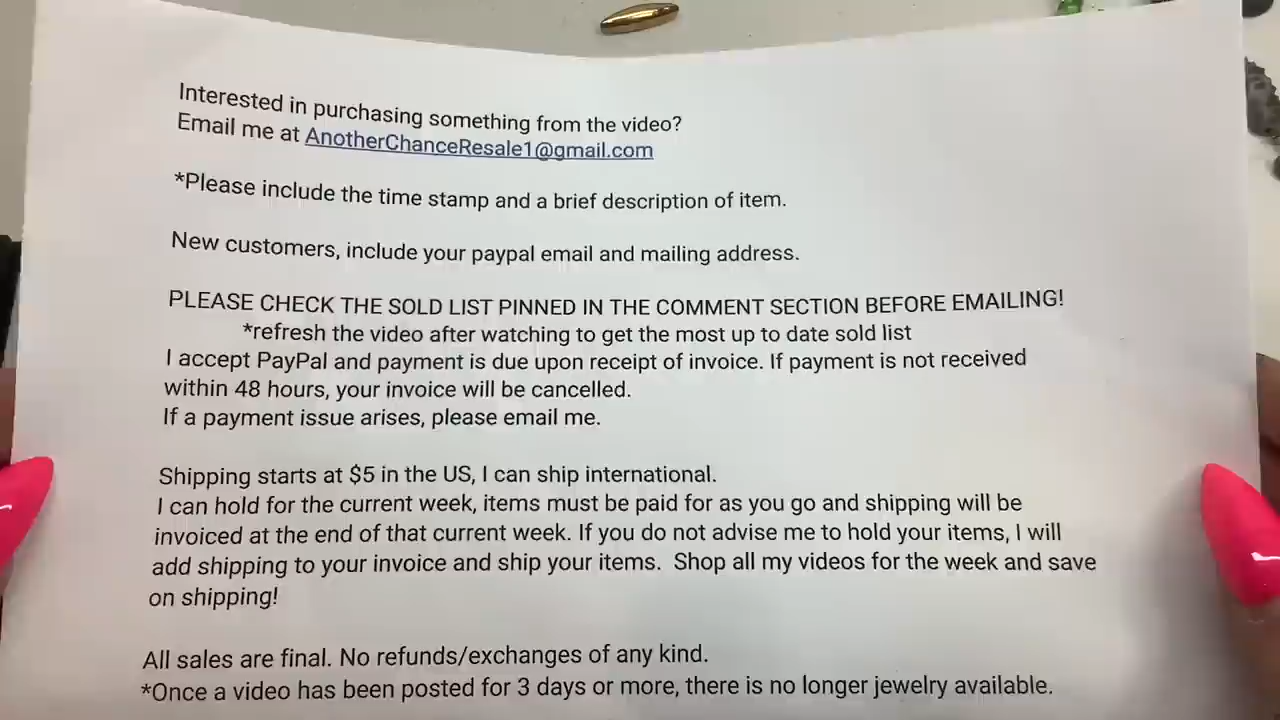 Interested in purchasing something from the video?
Email me at AnotherChanceResale1@gmail.com
*Please include the time stamp and a brief description of item.
New customers, include your paypal email and mailing address.
PLEASE CHECK THE SOLD LIST PINNED IN THE COMMENT SECTION BEFORE EMAILING!
*refresh the video after watching to get the most up to date sold list
I accept PayPal and payment is due upon receipt of invoice. If payment is not received
within 48 hours, your invoice will be cancelled.
If a payment issue arises, please email me.
Shipping starts at $5 in the US, I can ship international.
I can hold for the current week, items must be paid for as you go and shipping will be
invoiced at the end of that current week. If you do not advise me to hold your items, I will
add shipping to your invoice and ship your items. Shop all my videos for the week and save
on shipping!
All sales are final. No refunds/exchanges of any kind.
*Once a video has been posted for 3 days or more, there is no longer jewelry available.